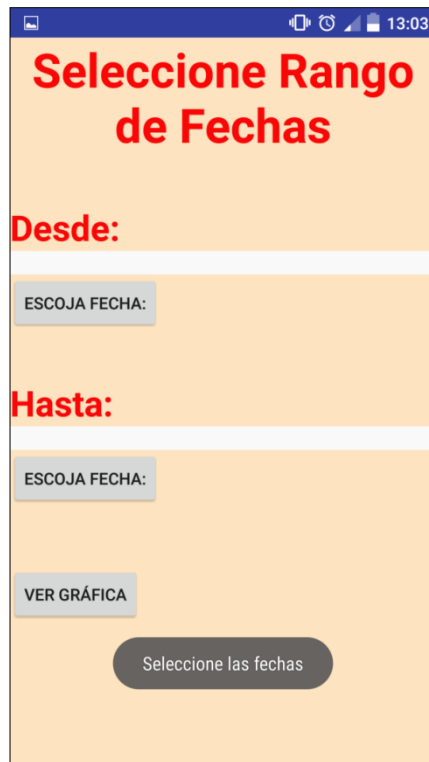 13:03
Seleccione Rango
de Fechas
Desde:
ESCOJA FECHA:
Hasta:
ESCOJA FECHA:
VER GRÁFICA
Seleccione las fechas